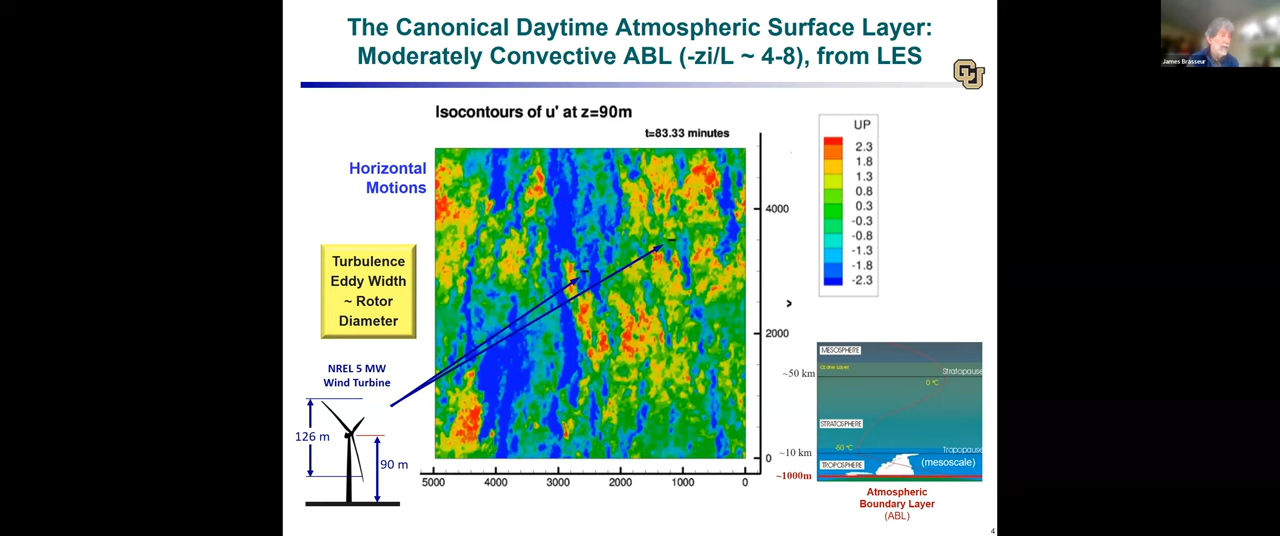 The Canonical Daytime Atmospheric Surface Layer:
Moderately Convective ABL (-zi/L ~ 4-8), from LES
James Brasseur
CU
Isocontours of u' at z=90m
t=83.33 minutes
Horizontal
Motions
Turbulence
Eddy Width
~ Rotor
Diameter
NREL 5 MW
Wind Turbine
126 m
90 m
4000
2000
0
5000
4000
3000
2000
1000
0
UP
2.3
1.8
1.3
0.8
0.3
-0.3
-0.8
-1.3
-1.8
-2.3
MESOSPHERE
Ozone Layer
Stratopause
~50 km
0 °C
STRATOSPHERE
-60 °C
Tropopause
~10 km
TROPOSPHERE
(mesoscale)
~1000m
Atmospheric
Boundary Layer
(ABL)
4